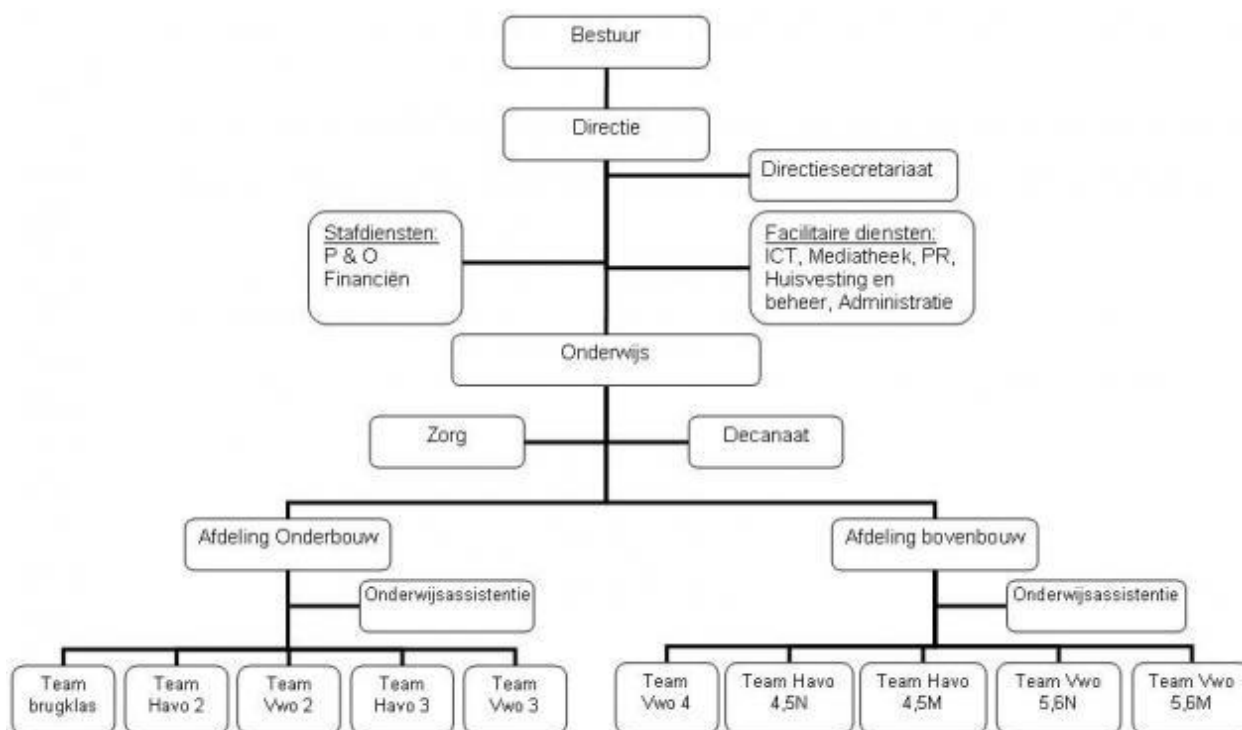 Bestuur
Directie
Directiesecretariaat
Stafdiensten:
P & O
Financiën
Facilitaire diensten:
ICT, Mediatheek, PR,
Huisvesting en
beheer, Administratie
Onderwijs
Zorg
Decanaat
Afdeling Onderbouw
Afdeling bovenbouw
Onderwijsassistentie
Onderwijsassistentie
Team
brugklas
Team
Havo 2
Team
Vwo 2
Team
Havo 3
Team
Vwo 3
Team
Vwo 4
Team Havo
4,5N
Team Havo
4,5M
Team Vwo
5,6N
Team Vwo
5,6M